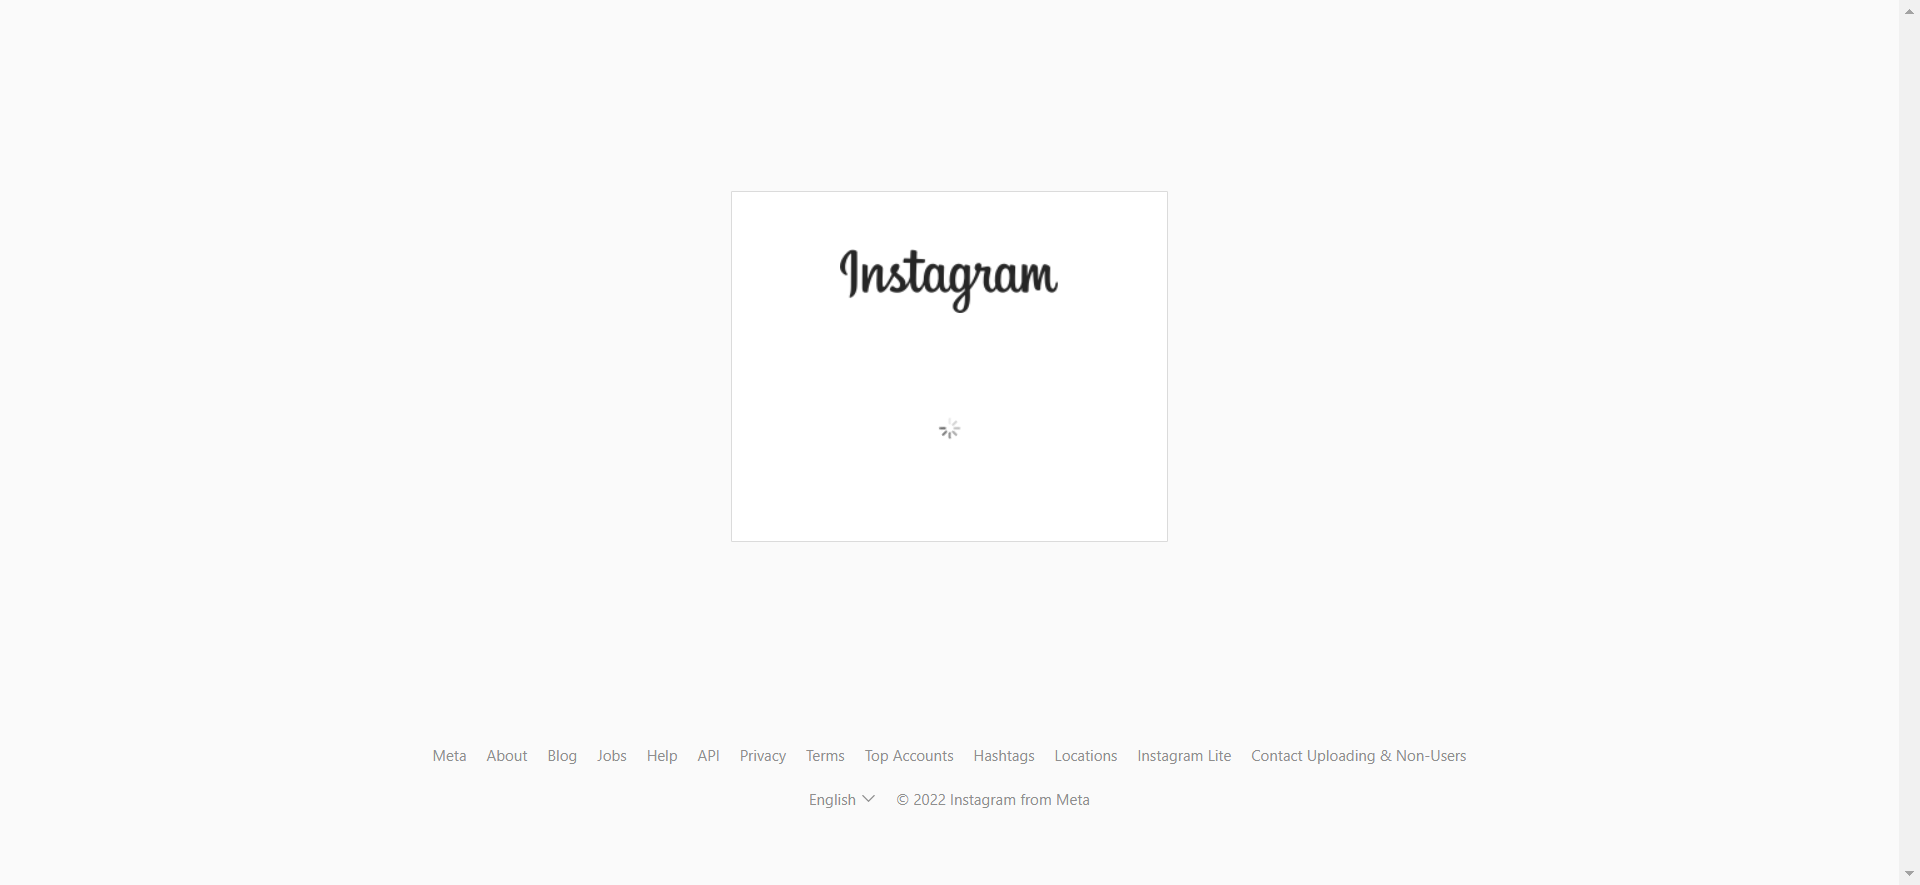 Instagram
Meta About Blog Jobs Help API Privacy Terms Top Accounts Hashtags Locations Instagram Lite Contact Uploading & Non-Users
English © 2022 Instagram from Meta